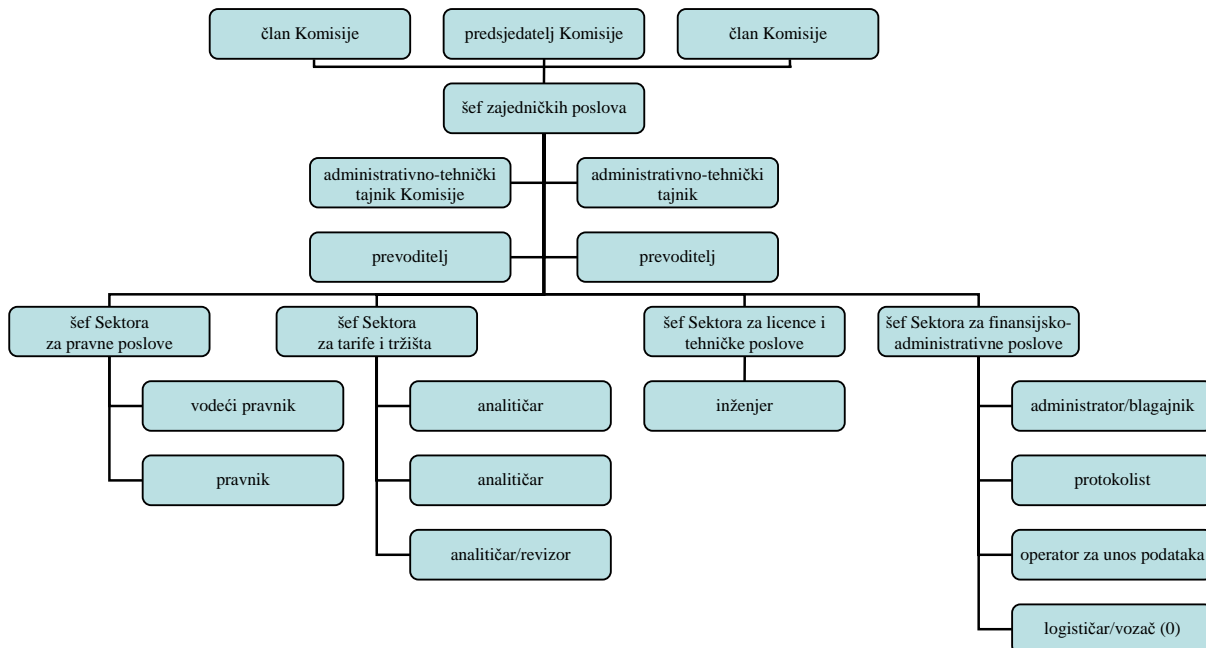 član Komisije
predsjedatelj Komisije
član Komisije
šef zajedničkih poslova
administrativno-tehnički
tajnik Komisije
administrativno-tehnički
tajnik
prevoditelj
prevoditelj
šef Sektora
za pravne poslove
šef Sektora
za tarife i tržišta
šef Sektora za licence i
tehničke poslove
šef Sektora za finansijsko-
administrativne poslove
vodeći pravnik
analitičar
inženjer
administrator/blagajnik
pravnik
analitičar
protokolist
analitičar/revizor
operator za unos podataka
logističar/vozač (0)